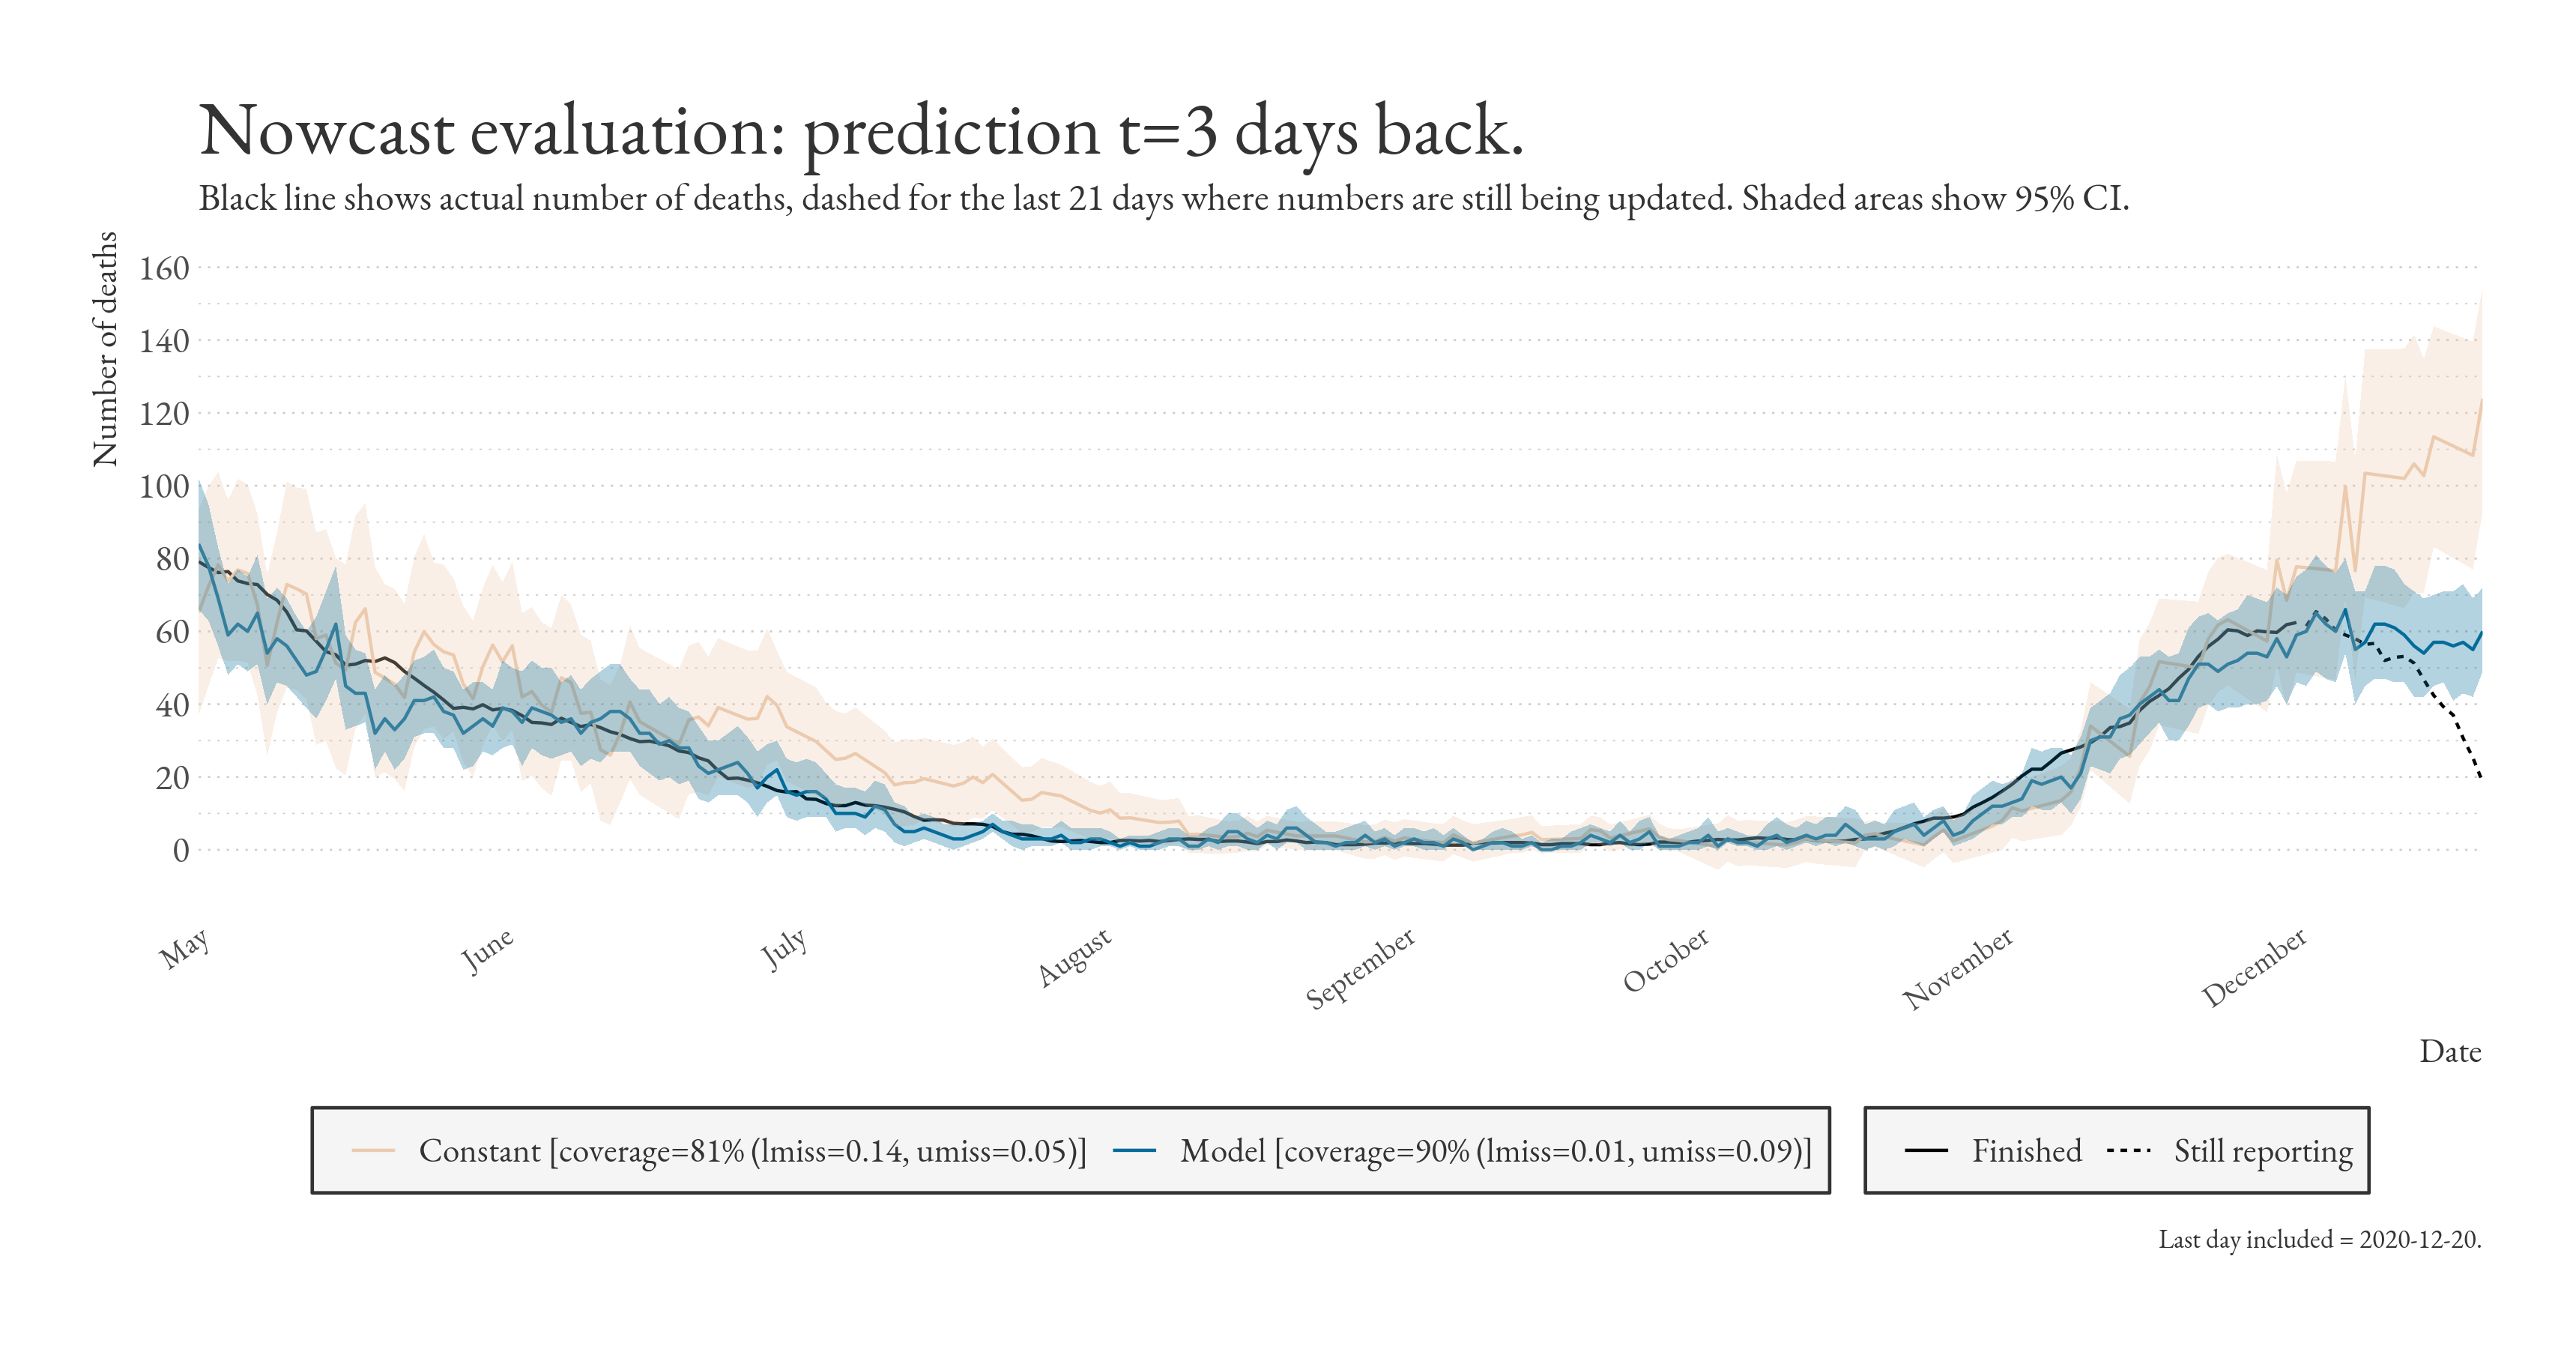 Nowcast evaluation: prediction t=3 days back.
Black line shows actual number of deaths, dashed for the last 21 days where numbers are still being updated. Shaded areas show 95% CI.
Number of deaths
160
140
120
100
80
60
40
20
0
May
June
July
August
September
October
November
December
Date
Constant [coverage=81% (lmiss=0.14, umiss=0.05)]
Model [coverage=90% (lmiss=0.01, umiss=0.09)]
Finished
Still reporting
Last day included = 2020-12-20.